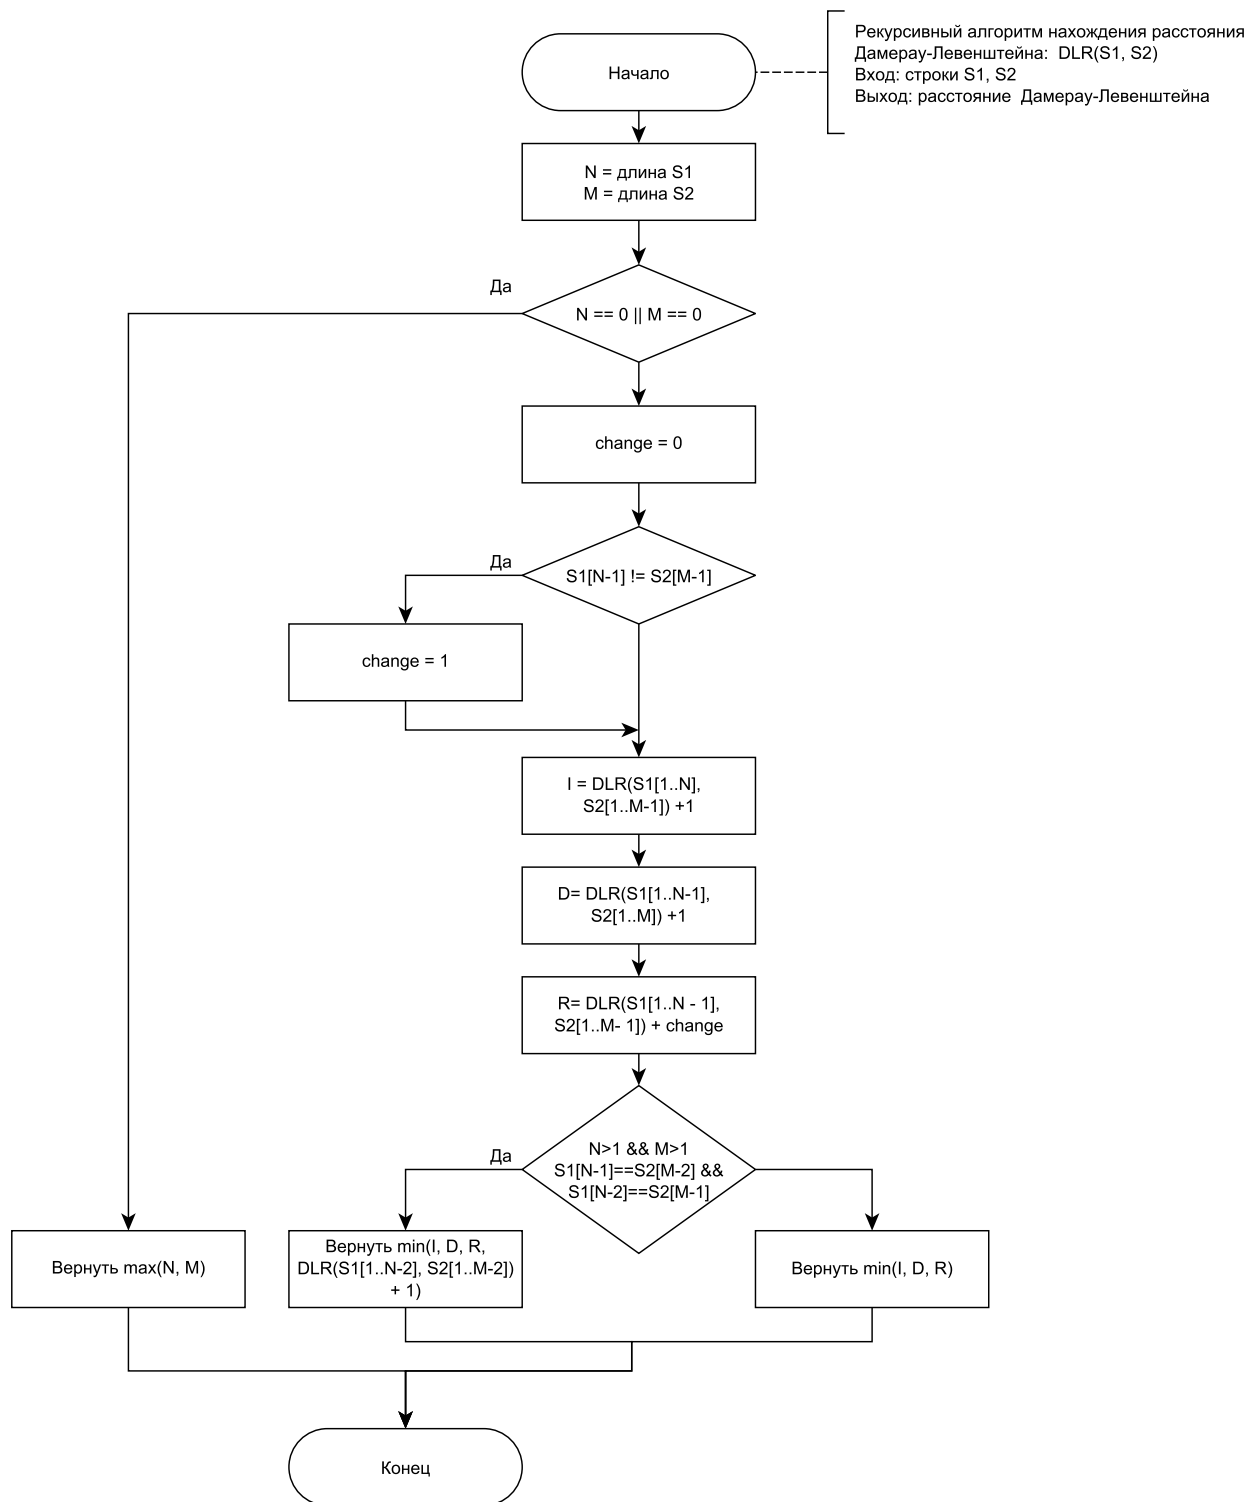 Начало
Рекурсивный алгоритм нахождения расстояния
Дамерау-Левенштейна: DLR(S1, S2)
Вход: строки S1, S2
Выход: расстояние Дамерау-Левенштейна
N = длина S1
M = длина S2
Да
N == 0 || M == 0
change = 0
Да
S1[N-1] != S2[M-1]
change = 1
I = DLR(S1[1..N],
S2[1..M-1]) +1
D= DLR(S1[1..N-1],
S2[1..M]) +1
R= DLR(S1[1..N - 1],
S2[1..M- 1]) + change
Да
N>1 && M>1
S1[N-1]==S2[M-2] &&
S1[N-2]==S2[M-1]
Вернуть max(N, M)
Вернуть min(I, D, R,
DLR(S1[1..N-2], S2[1..M-2])
+ 1)
Вернуть min(I, D, R)
Конец